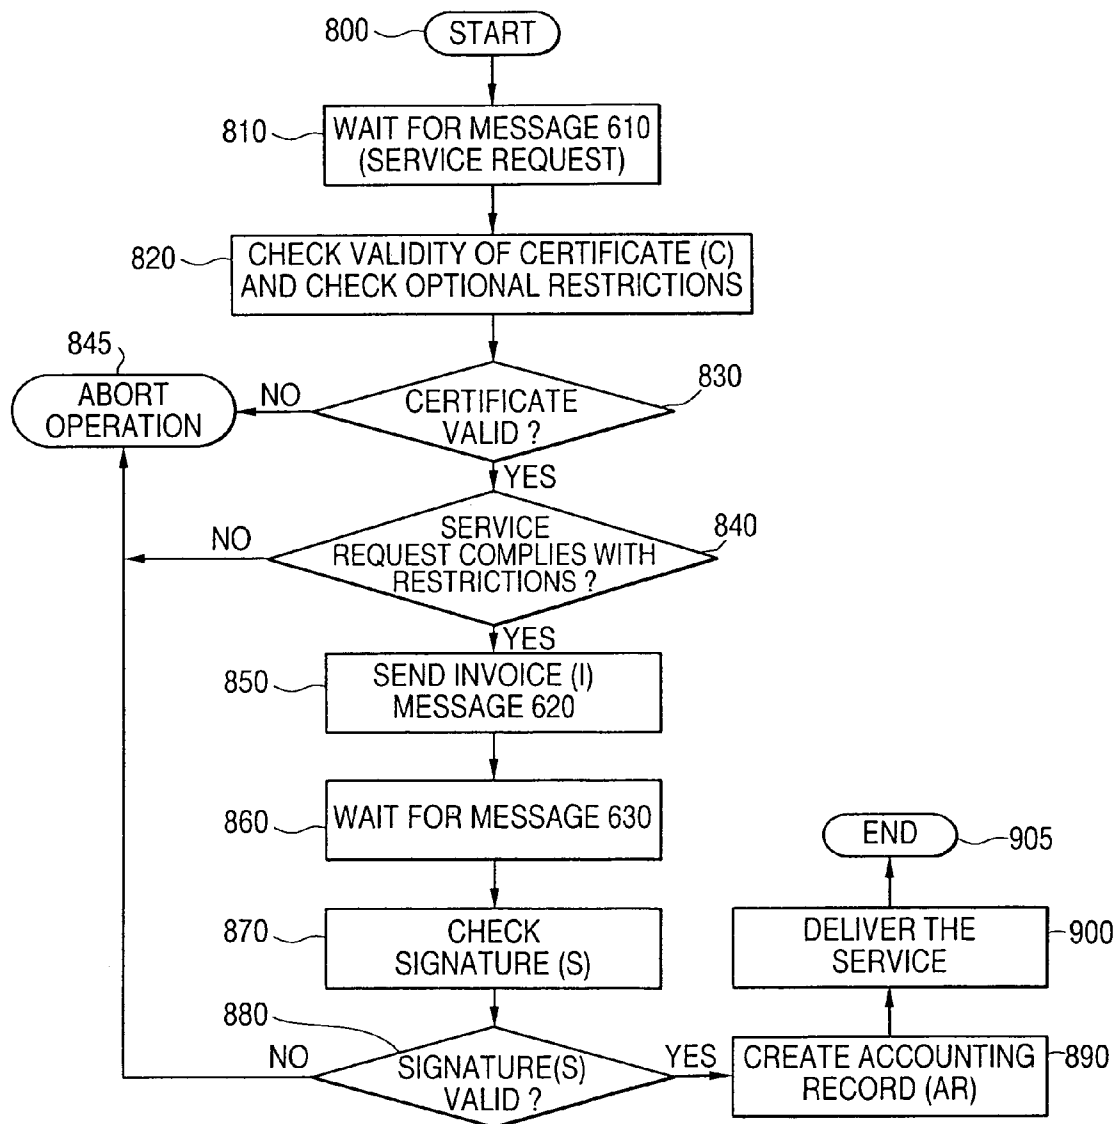 800
START
810
WAIT FOR MESSAGE 610
(SERVICE REQUEST)
820
CHECK VALIDITY OF CERTIFICATE (C)
AND CHECK OPTIONAL RESTRICTIONS
845
ABORT
OPERATION
NO
CERTIFICATE
VALID ?
830
YES
NO
SERVICE
REQUEST COMPLIES WITH
RESTRICTIONS ?
840
YES
850
SEND INVOICE (I)
MESSAGE 620
860
WAIT FOR MESSAGE 630
END
905
870
CHECK
SIGNATURE (S)
DELIVER THE
SERVICE
900
880
NO
SIGNATURE(S)
VALID ?
YES
CREATE ACCOUNTING
RECORD (AR)
890